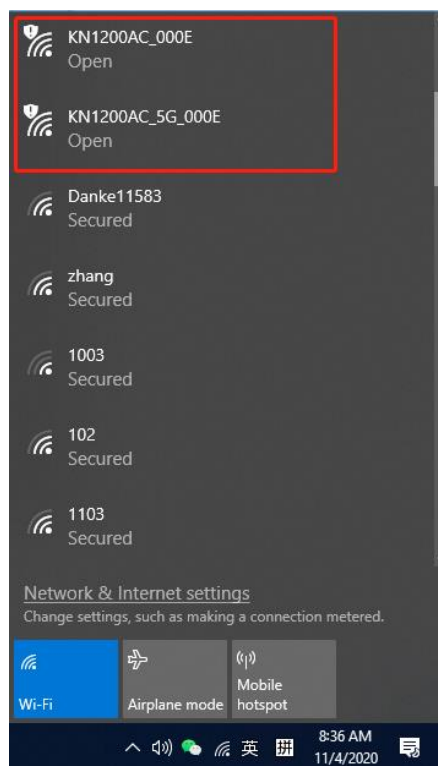 KN1200AC_000E
Open
KN1200AC_5G_000E
Open
Danke11583
Secured
zhang
Secured
1003
Secured
102
Secured
1103
Secured
Network & Internet settings
Change settings, such as making a connection metered.
Wi-Fi
Airplane mode
Mobile
hotspot
英 拼
8:36 AM
11/4/2020